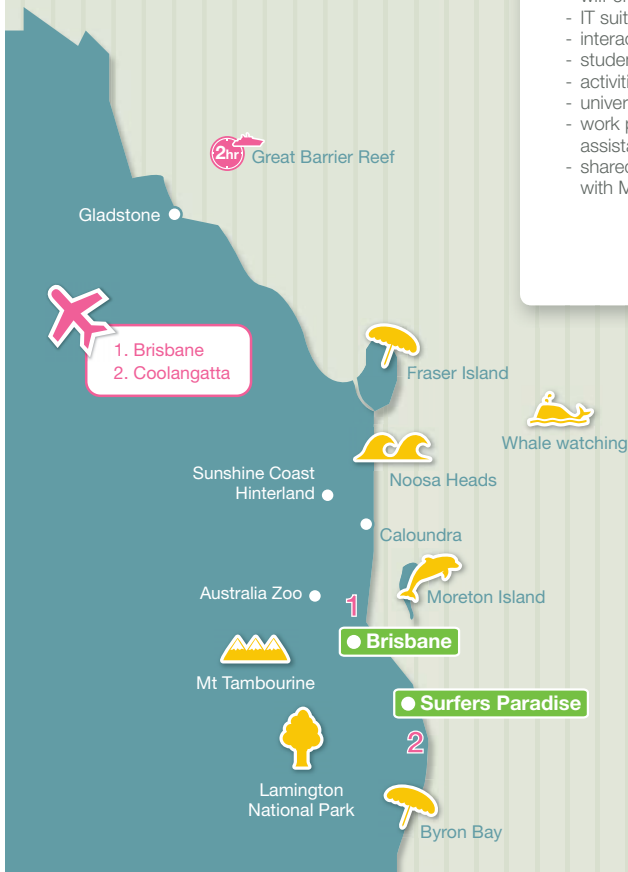 - IT suit
- interac
- studen
- activiti
- univer
- work p
assista
- shared
with M
2hr
Great Barrier Reef
Gladstone
1. Brisbane
2. Coolangatta
Fraser Island
Whale watching
Noosa Heads
Sunshine Coast
Hinterland
Caloundra
Australia Zoo
1
Moreton Island
Brisbane
Mt Tambourine
Surfers Paradise
2
Lamington
National Park
Byron Bay